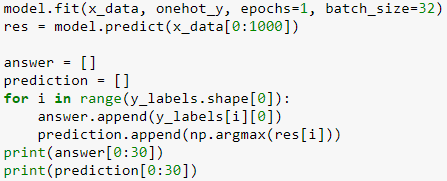 model.fit(x_data, onehot_y, epochs=1, batch_size=32)
res = model.predict(x_data[0:1000])

answer = []
prediction = []
for i in range(y_labels.shape[0]):
    answer.append(y_labels[i][0])
    prediction.append(np.argmax(res[i]))
print(answer[0:30])
print(prediction[0:30])